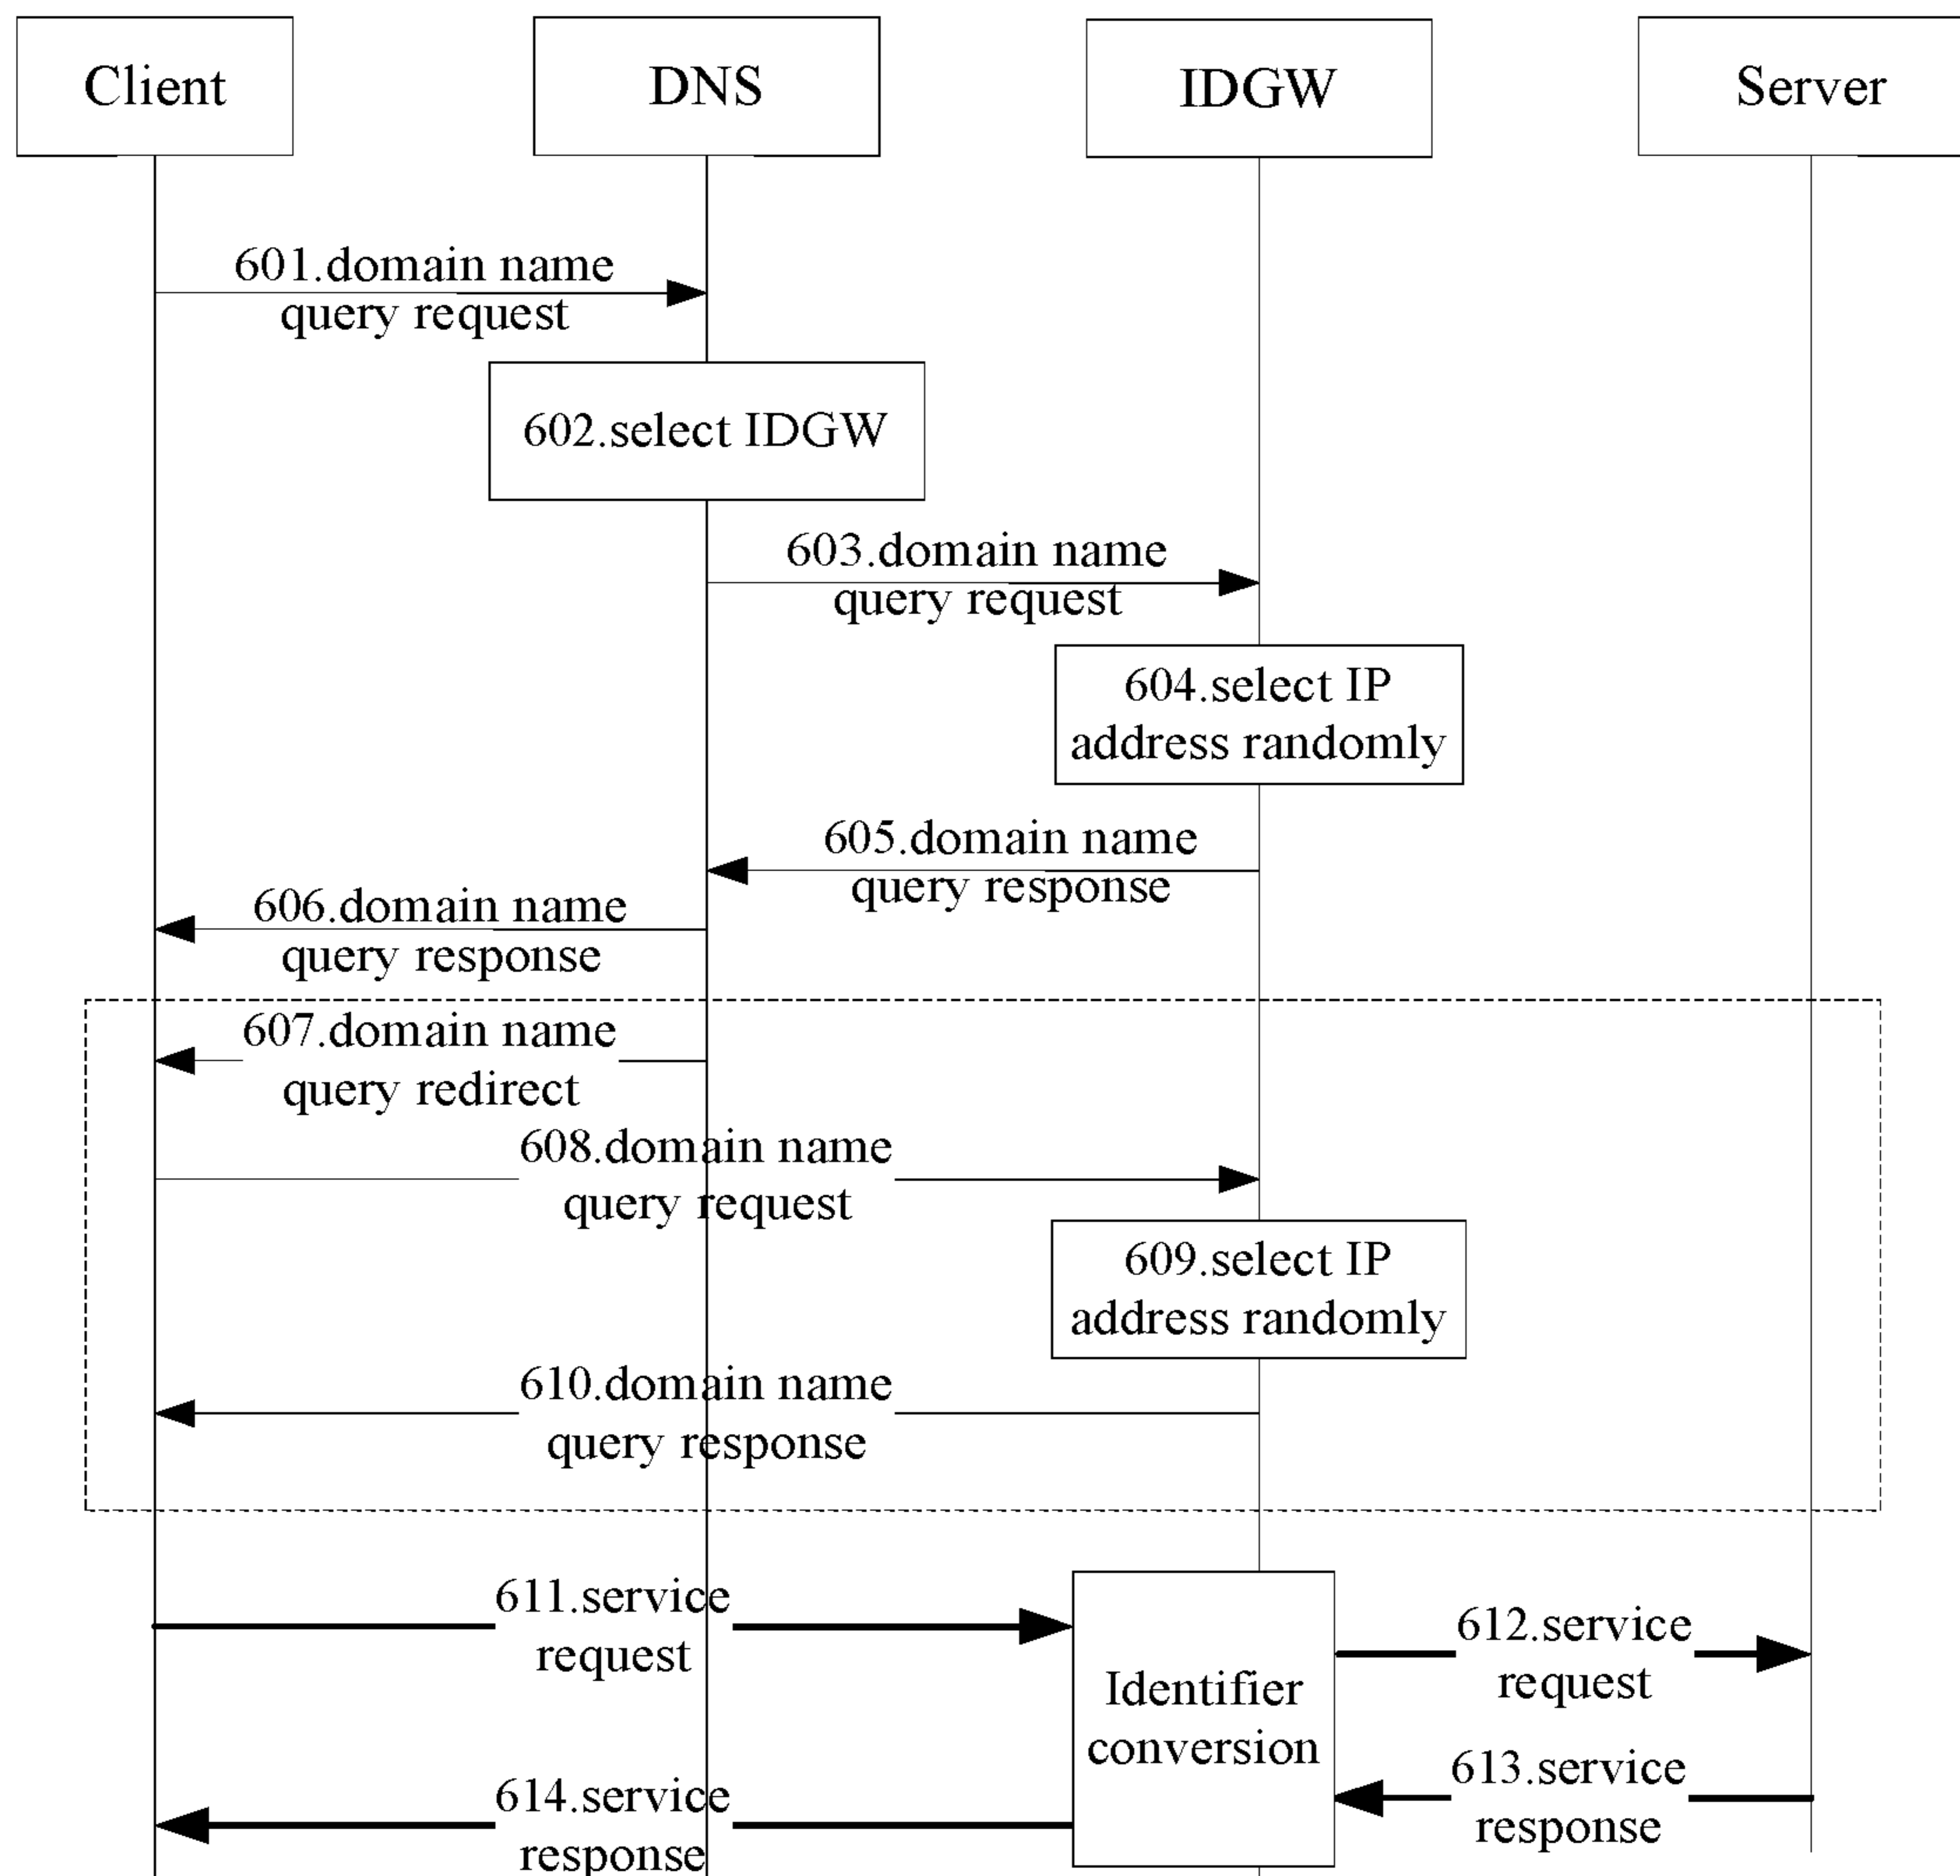 Client
DNS
IDGW
Server
601.domain name
query request
602.select IDGW
603.domain name
query request
604.select IP
address randomly
605.domain name
query response
606.domain name
query response
607.domain name
query redirect
608.domain name
query request
609.select IP
address randomly
610.domain name
query response
611.service
request
612.service
request
Identifier
conversion
613.service
response
614.service
response